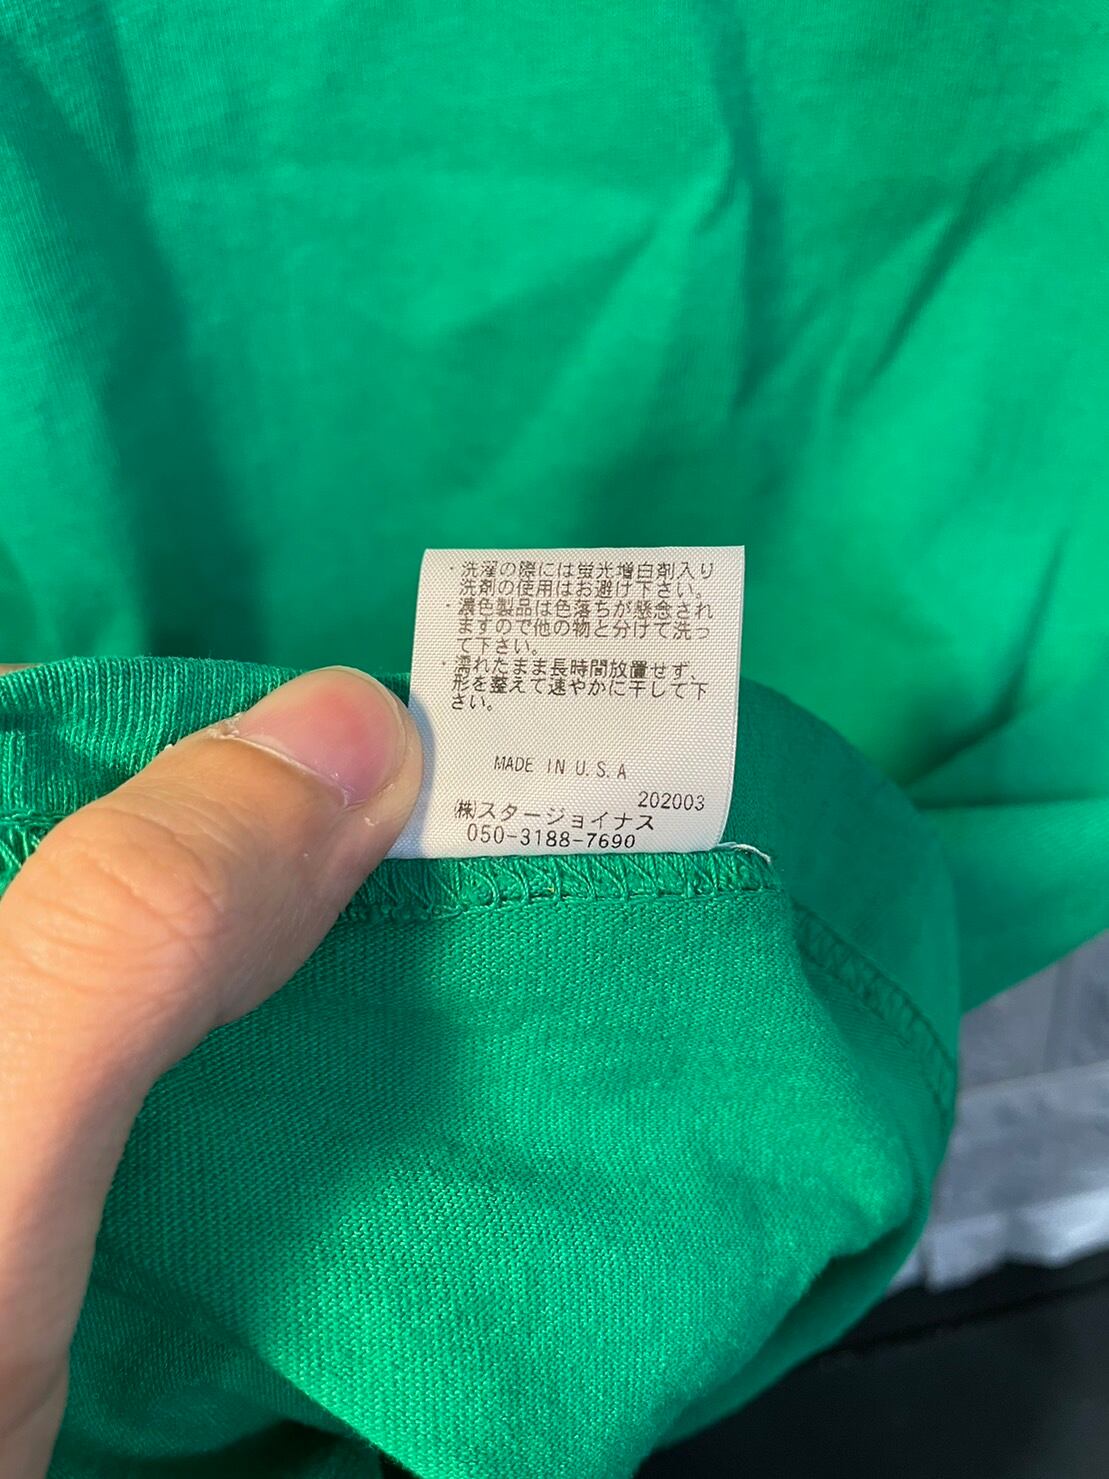 ・洗濯の際には蛍光増白剤入り
洗剤の使用はお避け下さい。
・濃色製品は色落ちが懸念され
ますので他の物と分けて洗っ
て下さい。
・濡れたまま長時間放置せず、
形を整えて速やかに干して下
さい。
MADE IN U.S.A
202003
㈱スタージョイナス
050-3188-7690